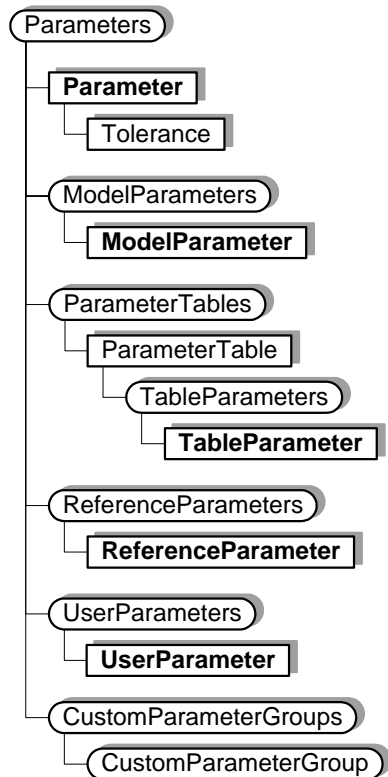 Parameters
Parameter
Tolerance
ModelParameters
ModelParameter
ParameterTables
ParameterTable
TableParameters
TableParameter
ReferenceParameters
ReferenceParameter
UserParameters
UserParameter
CustomParameterGroups
CustomParameterGroup